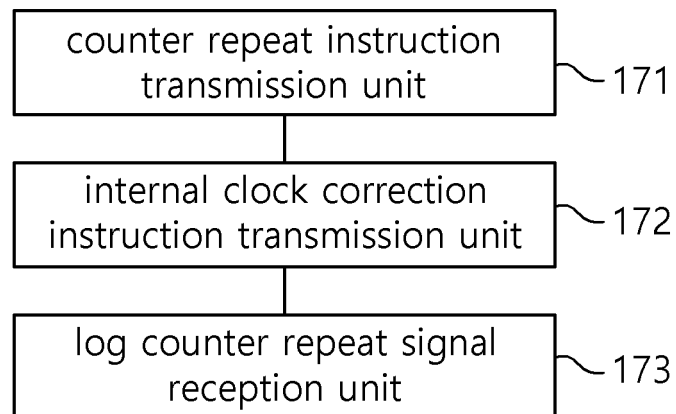 counter repeat instruction
transmission unit
171
internal clock correction
instruction transmission unit
172
log counter repeat signal
reception unit
173